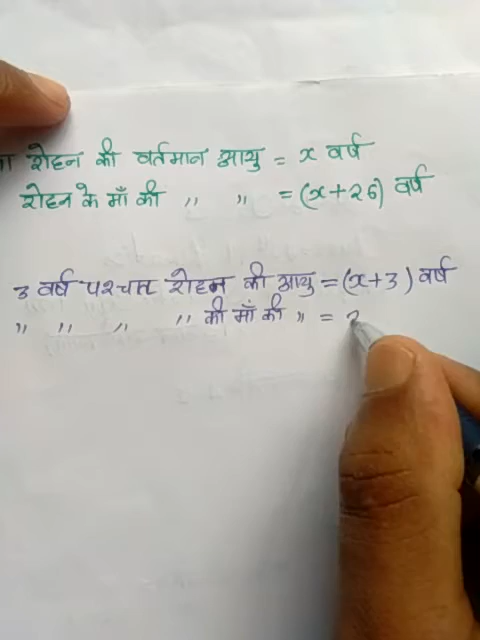 रोहन की वर्तमान आयु = x वर्ष
रोहन के माँ की ,, ,, = (x+26) वर्ष
3 वर्ष पश्चात रोहन की आयु = (x+3) वर्ष
,, ,, ,, ,, की माँ की ,, =